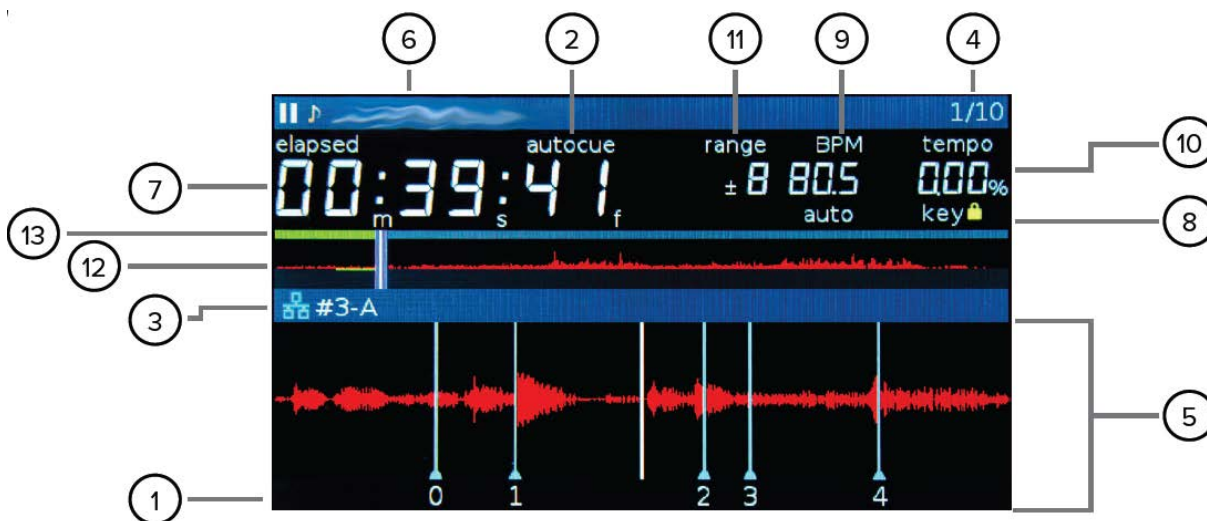 6 2 11 9 4
1/10
elapsed autocue range BPM tempo
10
7 00:39:41 ±8 80.5 0.00%
m s f auto key
8
13
12
3 #3-A
5
1 0 1 2 3 4